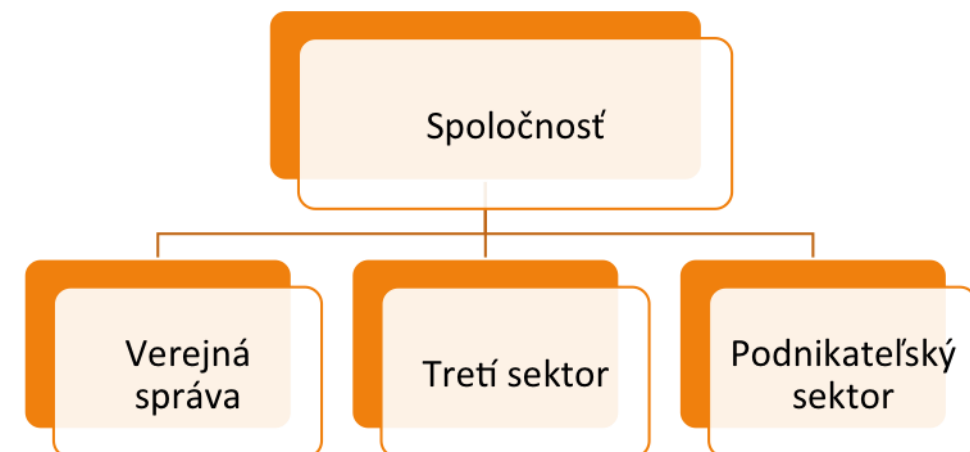 Spoločnosť
Verejná
správa
Tretí sektor
Podnikateľský
sektor